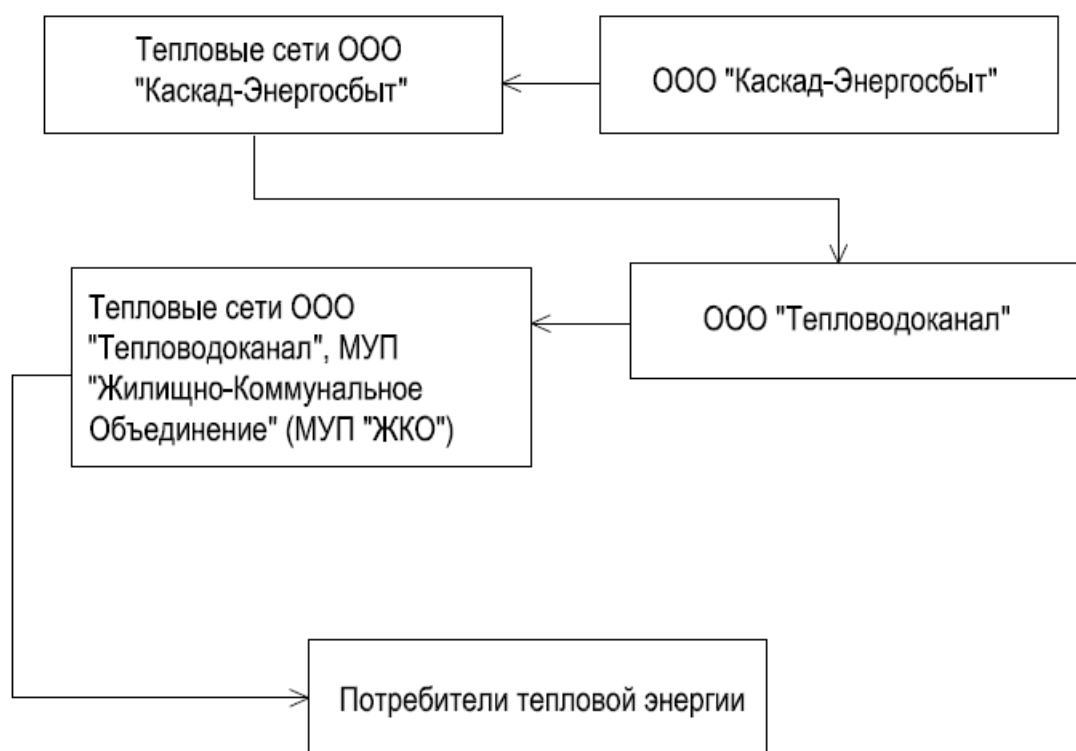 Тепловые сети ООО
"Каскад-Энергосбыт"
ООО "Каскад-Энергосбыт"
Тепловые сети ООО
"Тепловодоканал", МУП
"Жилищно-Коммунальное
Объединение" (МУП "ЖКО")
ООО "Тепловодоканал"
Потребители тепловой энергии